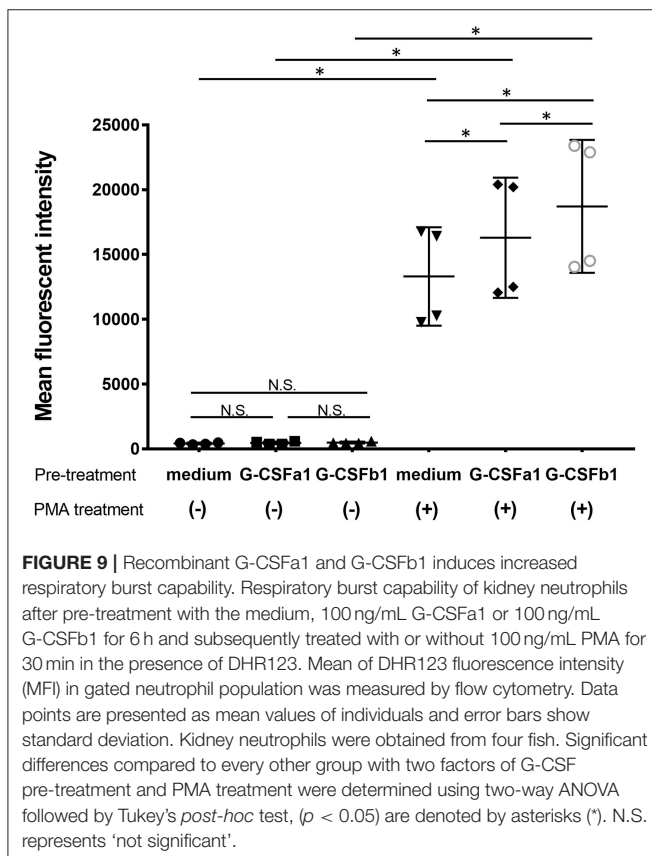 *
*
*
*
*
*
25000
20000
15000
10000
5000
0
Mean fluorescent intensity
N.S.
N.S.
N.S.
Pre-treatment medium G-CSFa1 G-CSFb1 medium G-CSFa1 G-CSFb1
PMA treatment (-) (-) (-) (+) (+) (+)
FIGURE 9 | Recombinant G-CSFa1 and G-CSFb1 induces increased
respiratory burst capability. Respiratory burst capability of kidney neutrophils
after pre-treatment with the medium, 100 ng/mL G-CSFa1 or 100 ng/mL
G-CSFb1 for 6 h and subsequently treated with or without 100 ng/mL PMA for
30 min in the presence of DHR123. Mean of DHR123 fluorescence intensity
(MFI) in gated neutrophil population was measured by flow cytometry. Data
points are presented as mean values of individuals and error bars show
standard deviation. Kidney neutrophils were obtained from four fish. Significant
differences compared to every other group with two factors of G-CSF
pre-treatment and PMA treatment were determined using two-way ANOVA
followed by Tukey's post-hoc test, (p < 0.05) are denoted by asterisks (*). N.S.
represents 'not significant'.